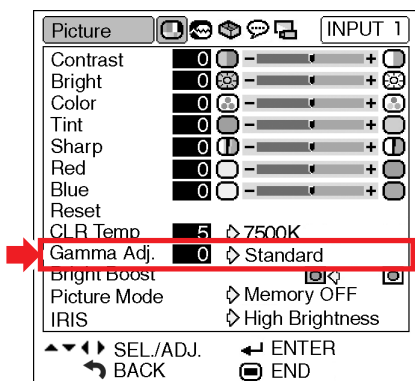 Picture INPUT 1
Contrast 0 - +
Bright 0 - +
Color 0 - +
Tint 0 - +
Sharp 0 - +
Red 0 - +
Blue 0 - +
Reset
CLR Temp 5 7500K
Gamma Adj. 0 Standard
Bright Boost
Picture Mode Memory OFF
IRIS High Brightness
SEL./ADJ. ENTER
BACK END